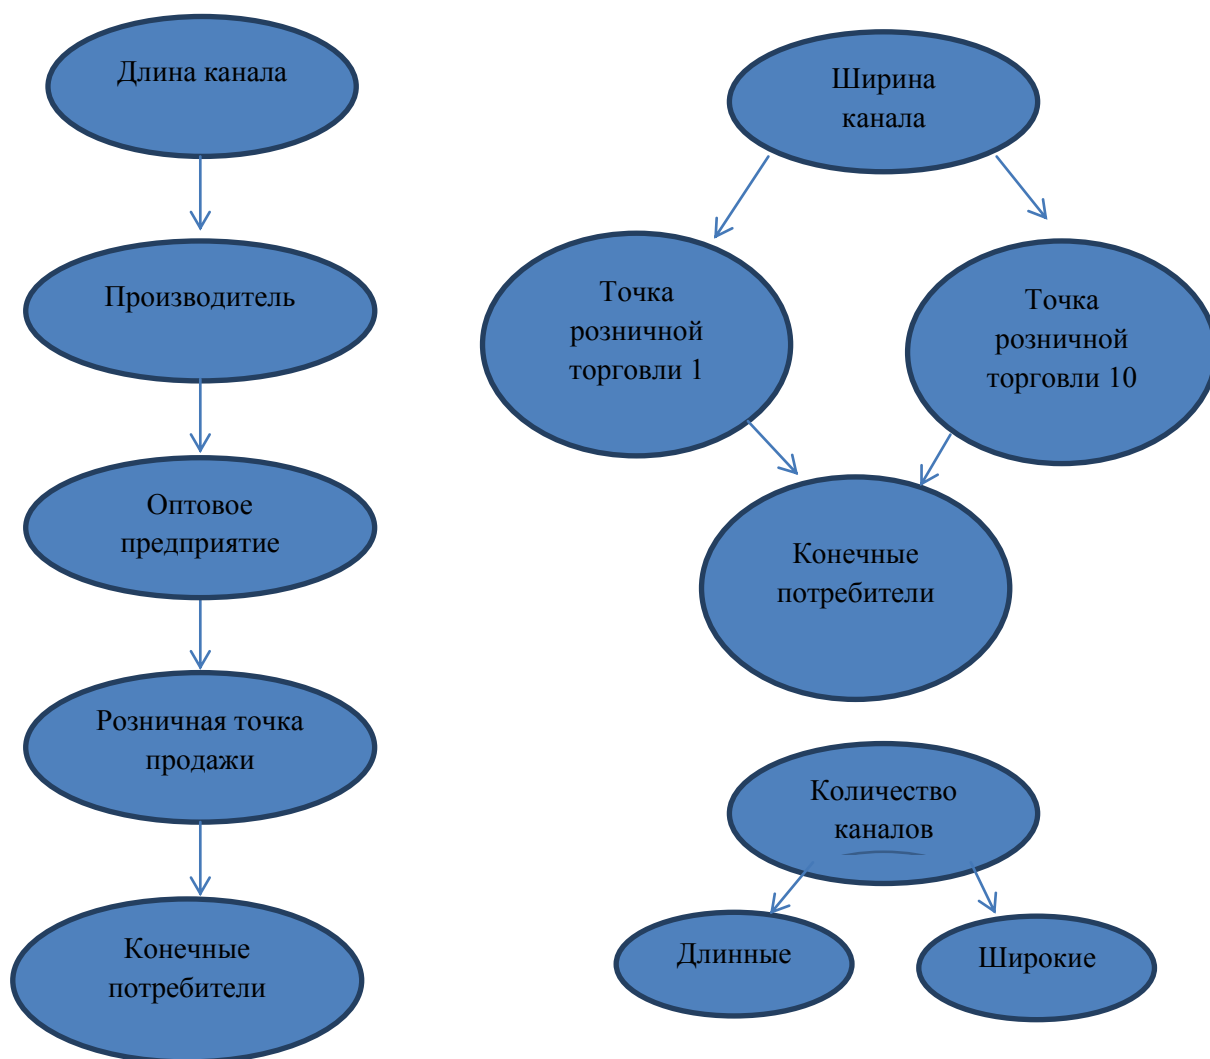 Длина канала
Производитель
Оптовое
предприятие
Розничная точка
продажи
Конечные
потребители
Ширина
канала
Точка
розничной
торговли 1
Точка
розничной
торговли 10
Конечные
потребители
Количество
каналов
Длинные
Широкие